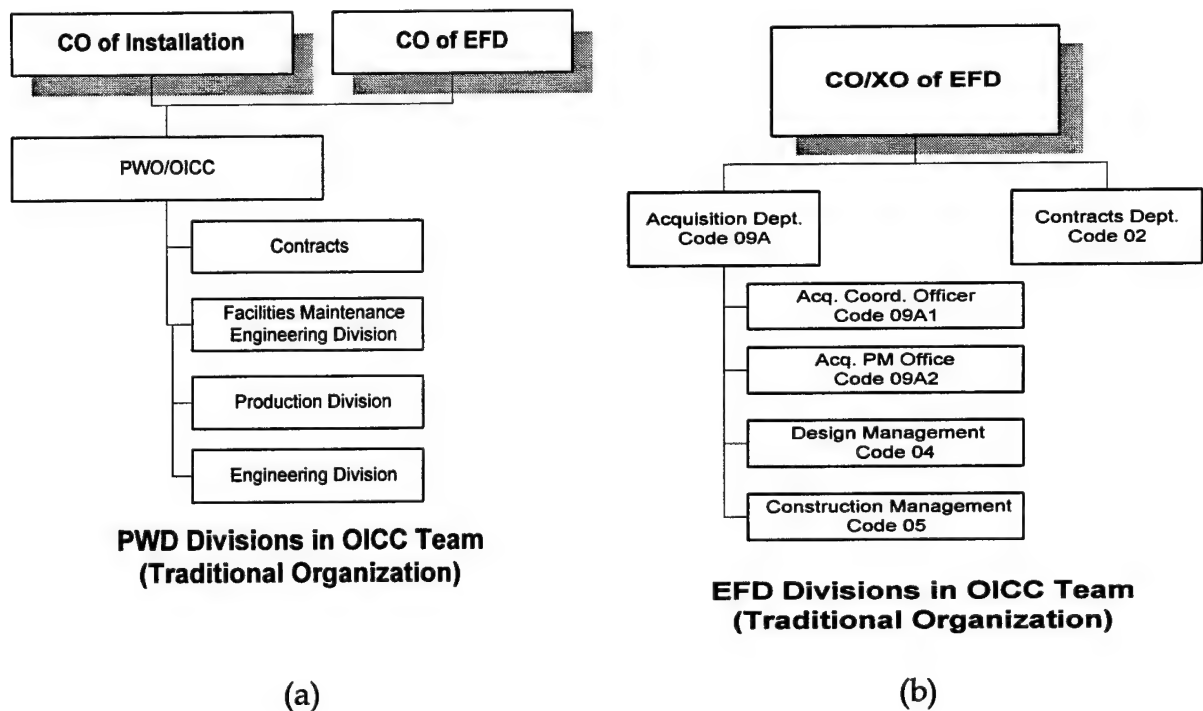 CO of Installation
CO of EFD
PWO/OICC
Contracts
Facilities Maintenance
Engineering Division
Production Division
Engineering Division
PWD Divisions in OICC Team
(Traditional Organization)
(a)
CO/XO of EFD
Acquisition Dept.
Code 09A
Contracts Dept.
Code 02
Acq. Coord. Officer
Code 09A1
Acq. PM Office
Code 09A2
Design Management
Code 04
Construction Management
Code 05
EFD Divisions in OICC Team
(Traditional Organization)
(b)